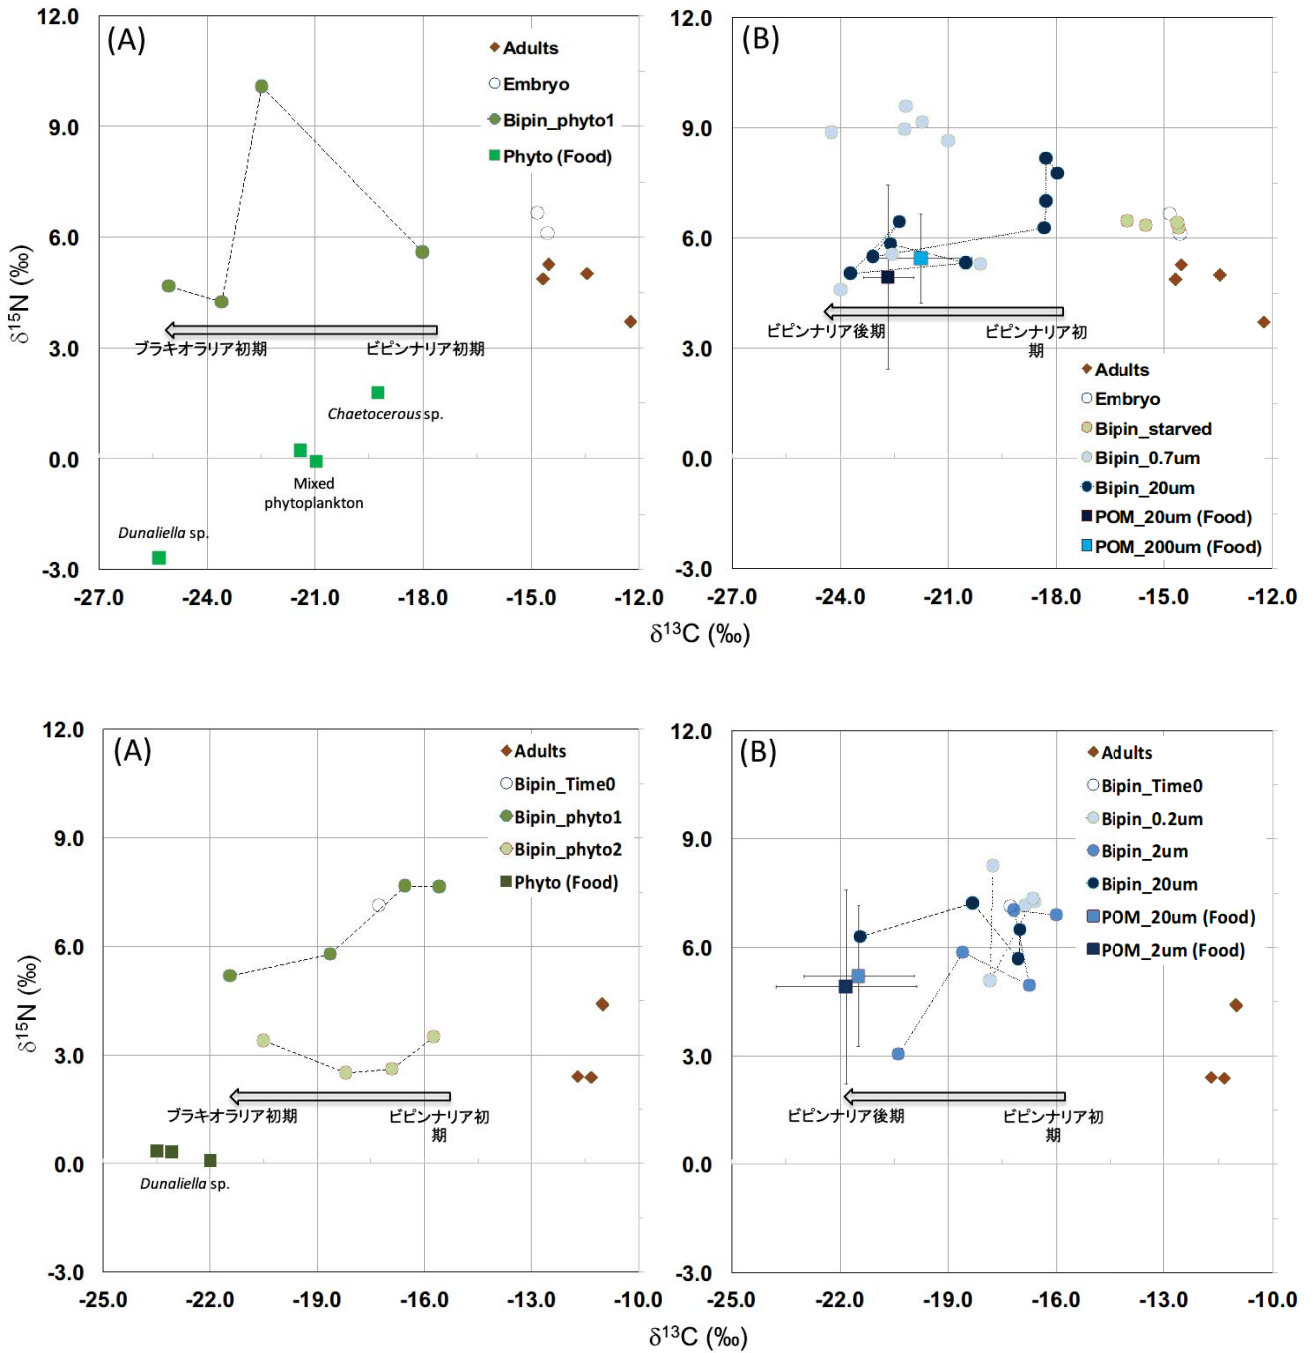 (A)
12.0
9.0
6.0
3.0
0.0
-3.0
δ15N (‰)
Adults
Embryo
Bipin_phyto1
Phyto (Food)
ブラキオラリア初期
ビピンナリア初期
Chaetocerous sp.
Mixed
phytoplankton
Dunaliella sp.
-27.0 -24.0 -21.0 -18.0 -15.0 -12.0
(B)
12.0
9.0
6.0
3.0
0.0
-3.0
ビピンナリア後期
ビピンナリア初
期
Adults
Embryo
Bipin_starved
Bipin_0.7um
Bipin_20um
POM_20um (Food)
POM_200um (Food)
-24.0 -21.0 -18.0 -15.0 -12.0
δ13C (‰)
(A)
12.0
9.0
6.0
3.0
0.0
-3.0
δ15N (‰)
Adults
Bipin_Time0
Bipin_phyto1
Bipin_phyto2
Phyto (Food)
ブラキオラリア初期
ビピンナリア初
期
Dunaliella sp.
-25.0 -22.0 -19.0 -16.0 -13.0 -10.0
(B)
12.0
9.0
6.0
3.0
0.0
-3.0
Adults
Bipin_Time0
Bipin_0.2um
Bipin_2um
Bipin_20um
POM_20um (Food)
POM_2um (Food)
ビピンナリア後期
ビピンナリア初
期
-22.0 -19.0 -16.0 -13.0 -10.0
δ13C (‰)